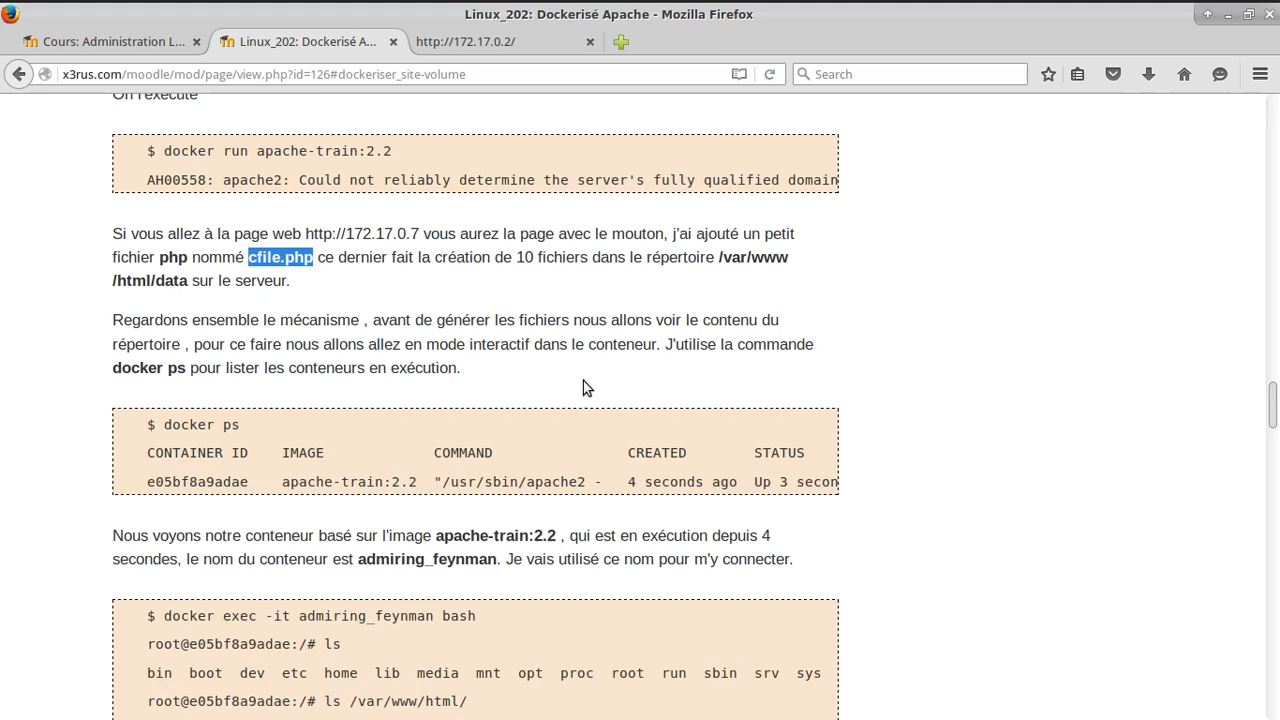 Linux_202: Dockerisé Apache - Mozilla Firefox
Cours: Administration L...
Linux_202: Dockerisé A...
http://172.17.0.2/
x3rus.com/moodle/mod/page/view.php?id=126#dockeriser_site-volume
Search
On l'exécute
$ docker run apache-train:2.2
AH00558: apache2: Could not reliably determine the server's fully qualified domain
Si vous allez à la page web http://172.17.0.7 vous aurez la page avec le mouton, j'ai ajouté un petit
fichier php nommé cfile.php ce dernier fait la création de 10 fichiers dans le répertoire /var/www
/html/data sur le serveur.
Regardons ensemble le mécanisme , avant de générer les fichiers nous allons voir le contenu du
répertoire , pour ce faire nous allons allez en mode interactif dans le conteneur. J'utilise la commande
docker ps pour lister les conteneurs en exécution.
$ docker ps
CONTAINER ID IMAGE COMMAND CREATED STATUS
e05bf8a9adae apache-train:2.2 "/usr/sbin/apache2 - 4 seconds ago Up 3 secon
Nous voyons notre conteneur basé sur l'image apache-train:2.2 , qui est en exécution depuis 4
secondes, le nom du conteneur est admiring_feynman. Je vais utilisé ce nom pour m'y connecter.
$ docker exec -it admiring_feynman bash
root@e05bf8a9adae:/# ls
bin boot dev etc home lib media mnt opt proc root run sbin srv sys
root@e05bf8a9adae:/# ls /var/www/html/